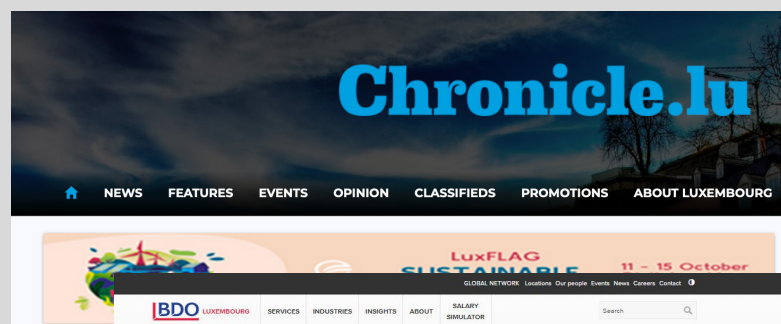 Chronicle.lu
NEWS FEATURES EVENTS OPINION CLASSIFIEDS PROMOTIONS ABOUT LUXEMBOURG
LuxFLAG
SUSTAINABLE 11 - 15 October
GLOBAL NETWORK Locations Our people Events News Careers Contact
BDO LUXEMBOURG SERVICES INDUSTRIES INSIGHTS ABOUT SALARY
SIMULATOR
Search